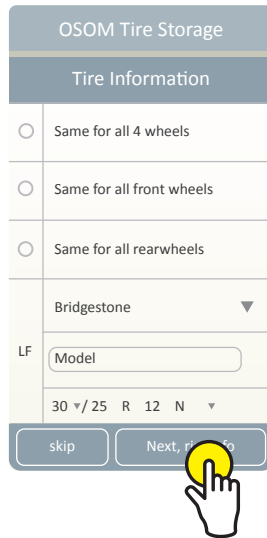 OSOM Tire Storage
Tire Information
Same for all 4 wheels
Same for all front wheels
Same for all rearwheels
Bridgestone
LF
Model
30 / 25 R 12 N
skip
Next,